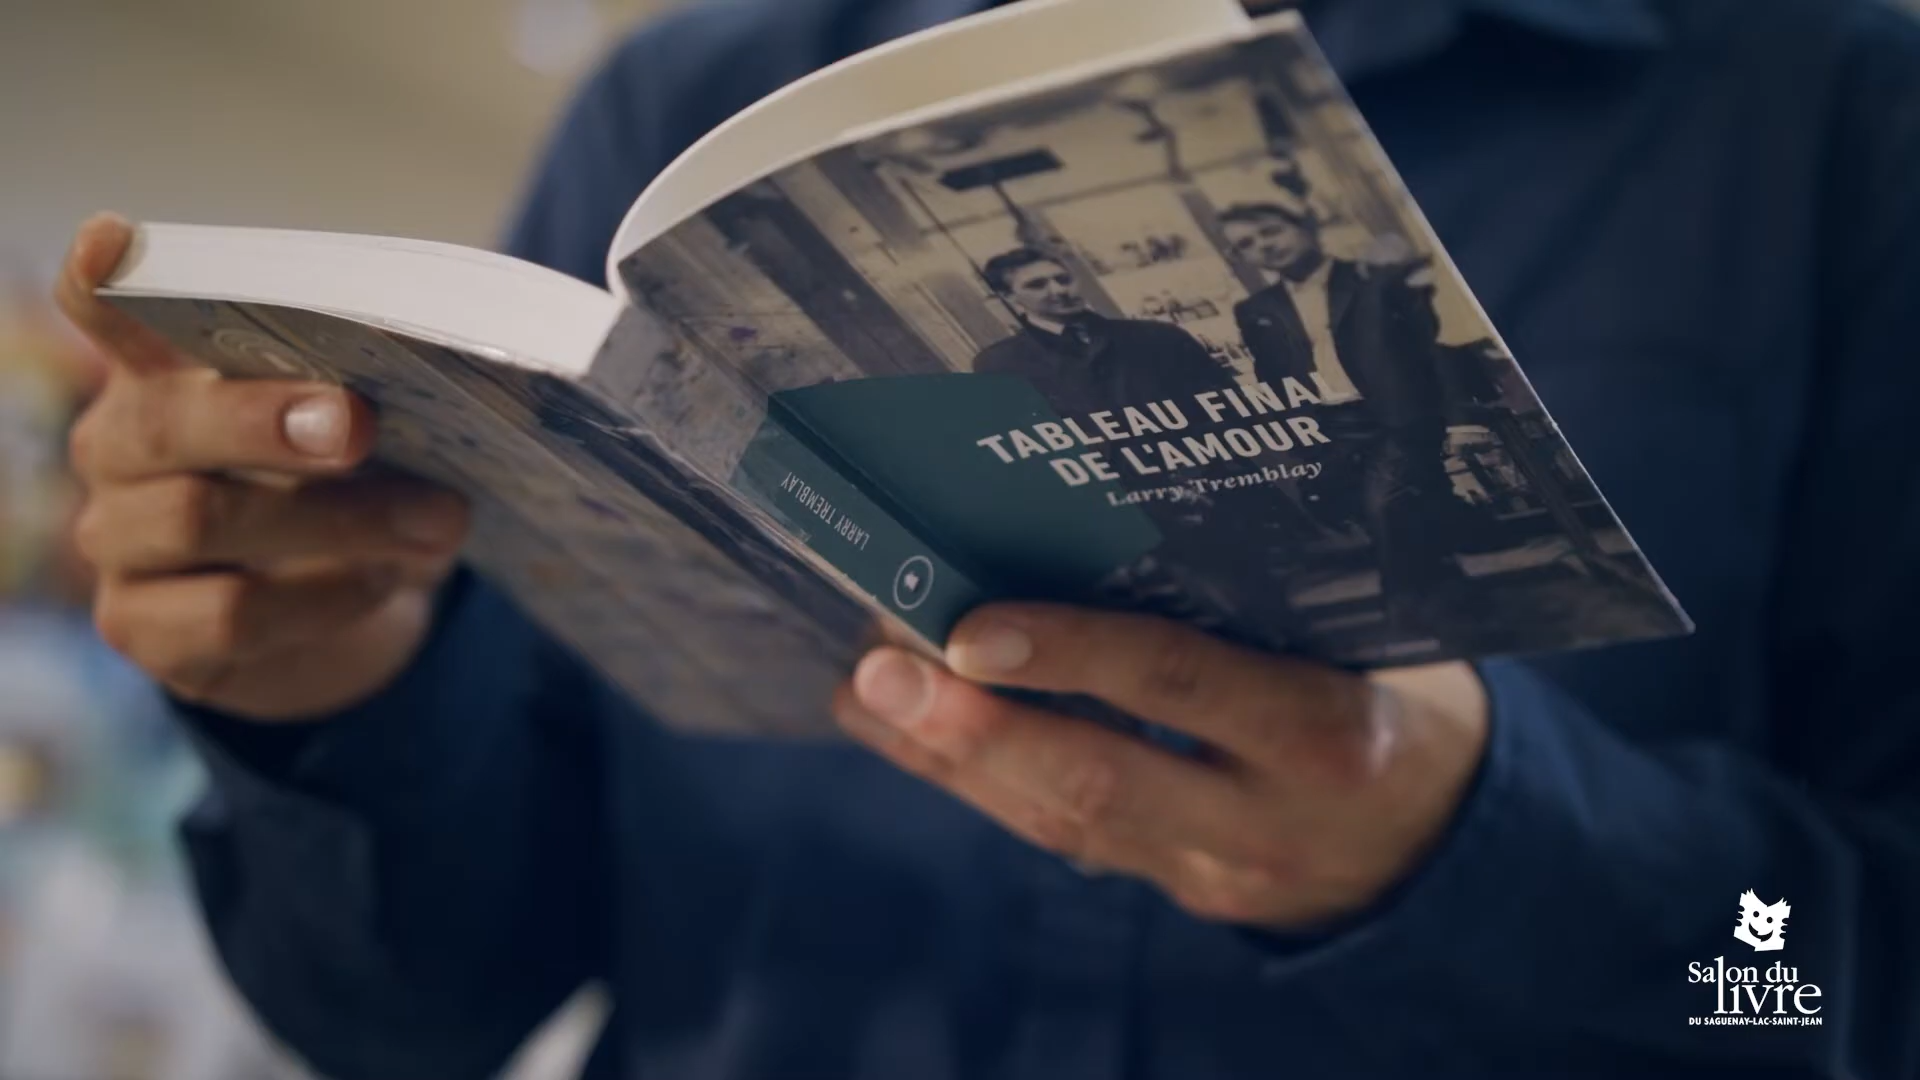 TABLEAU FINAL
DE L'AMOUR
Larry Tremblay
LARRY TREMBLAY
Salon du
livre
DU SAGUENAY–LAC-SAINT-JEAN